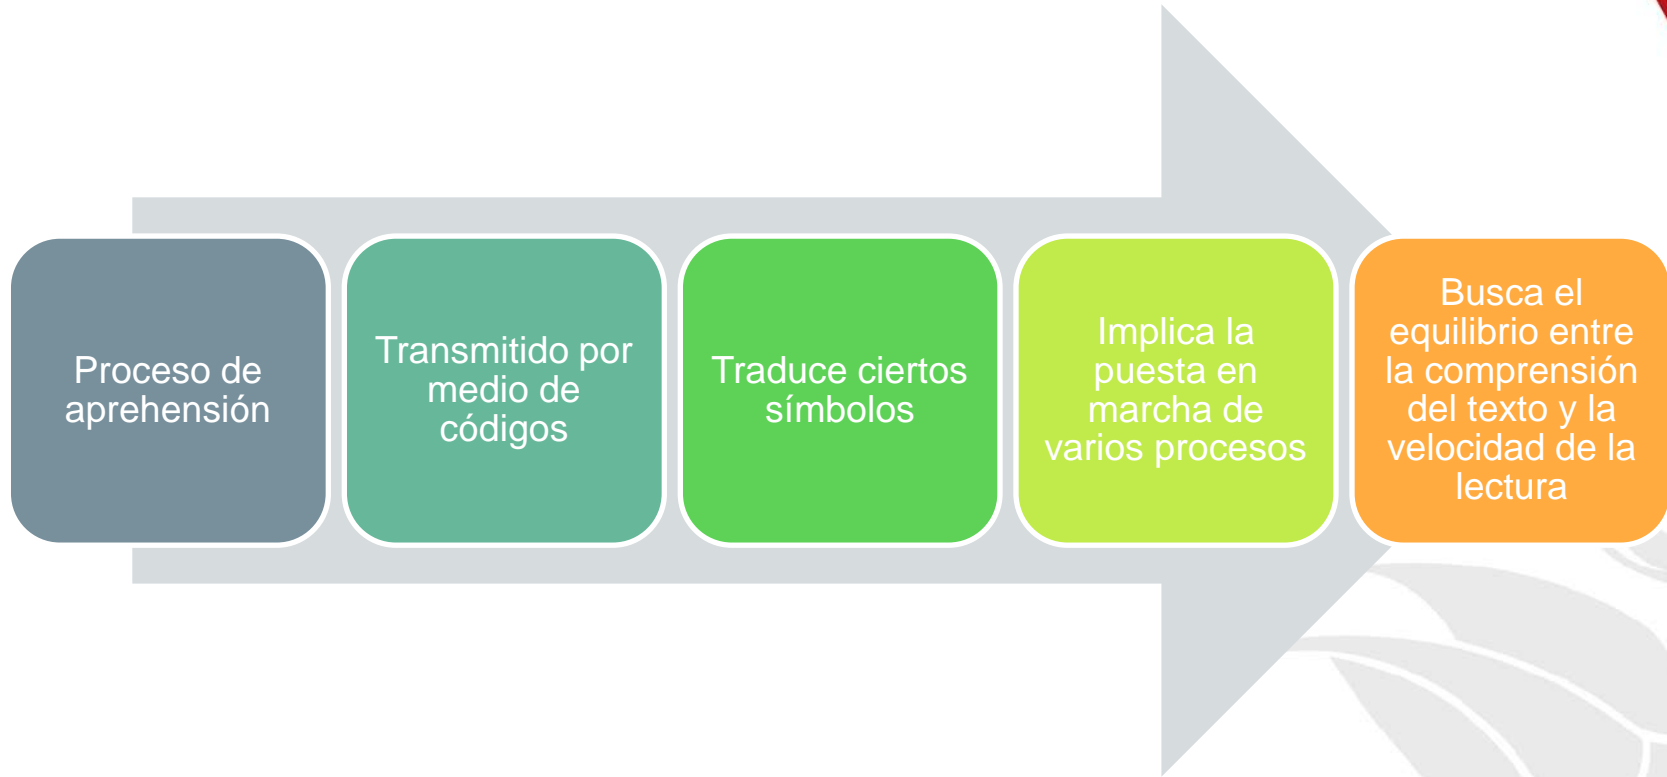 Proceso de
aprehensión
Transmitido por
medio de
códigos
Traduce ciertos
símbolos
Implica la
puesta en
marcha de
varios procesos
Busca el
equilibrio entre
la comprensión
del texto y la
velocidad de la
lectura